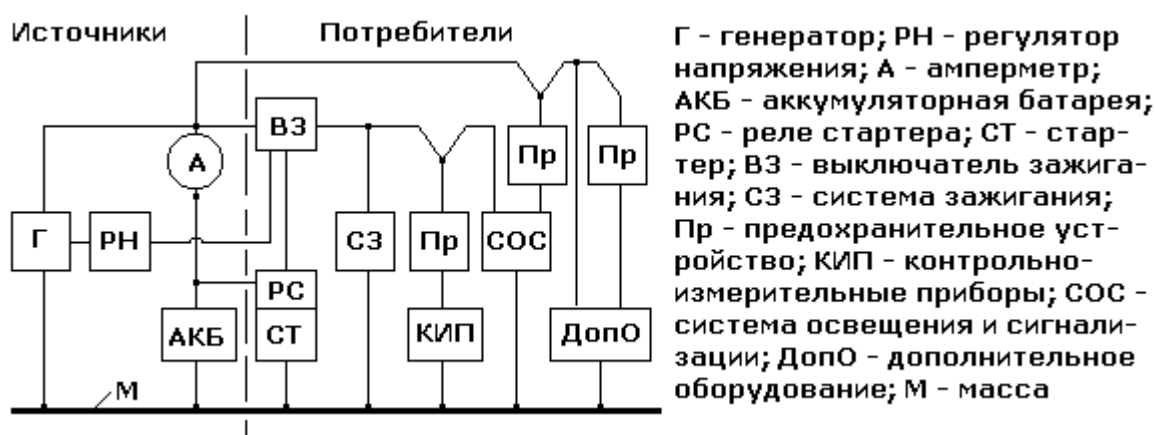 Источники
Потребители
ВЗ
А
Пр
Пр
Г
РН
СЗ
Пр
СОС
РС
АКБ
СТ
КИП
ДопО
М
Г - генератор; РН - регулятор
напряжения; А - амперметр;
АКБ - аккумуляторная батарея;
РС - реле стартера; СТ - стар-
тер; ВЗ - выключатель зажига-
ния; СЗ - система зажигания;
Пр - предохранительное уст-
ройство; КИП - контрольно-
измерительные приборы; СОС -
система освещения и сигнали-
зации; ДопО - дополнительное
оборудование; М - масса